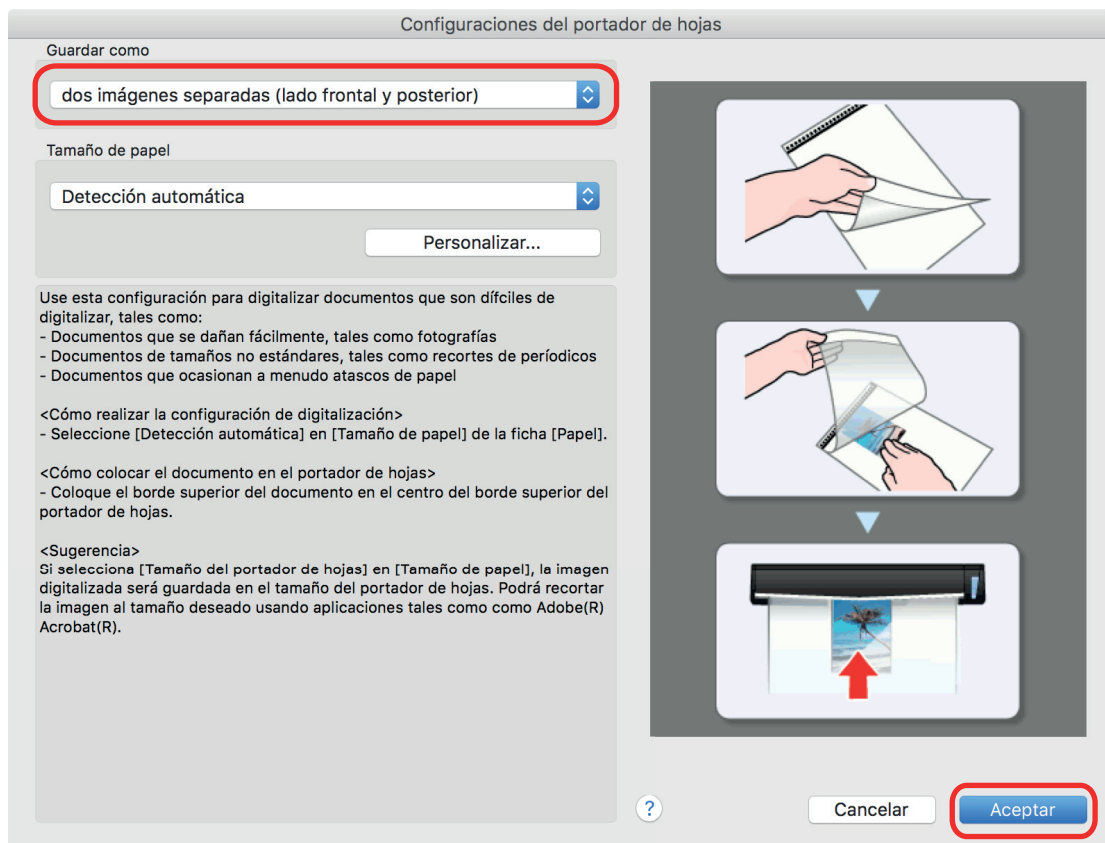 Configuraciones del portador de hojas
Guardar como
dos imágenes separadas (lado frontal y posterior)
Tamaño de papel
Detección automática
Personalizar...
Use esta configuración para digitalizar documentos que son difíciles de
digitalizar, tales como:
- Documentos que se dañan fácilmente, tales como fotografías
- Documentos de tamaños no estándares, tales como recortes de períodicos
- Documentos que ocasionan a menudo atascos de papel
<Cómo realizar la configuración de digitalización>
- Seleccione [Detección automática] en [Tamaño de papel] de la ficha [Papel].
<Cómo colocar el documento en el portador de hojas>
- Coloque el borde superior del documento en el centro del borde superior del
portador de hojas.
<Sugerencia>
Si selecciona [Tamaño del portador de hojas] en [Tamaño de papel], la imagen
digitalizada será guardada en el tamaño del portador de hojas. Podrá recortar
la imagen al tamaño deseado usando aplicaciones tales como como Adobe(R)
Acrobat(R).
?
Cancelar
Aceptar